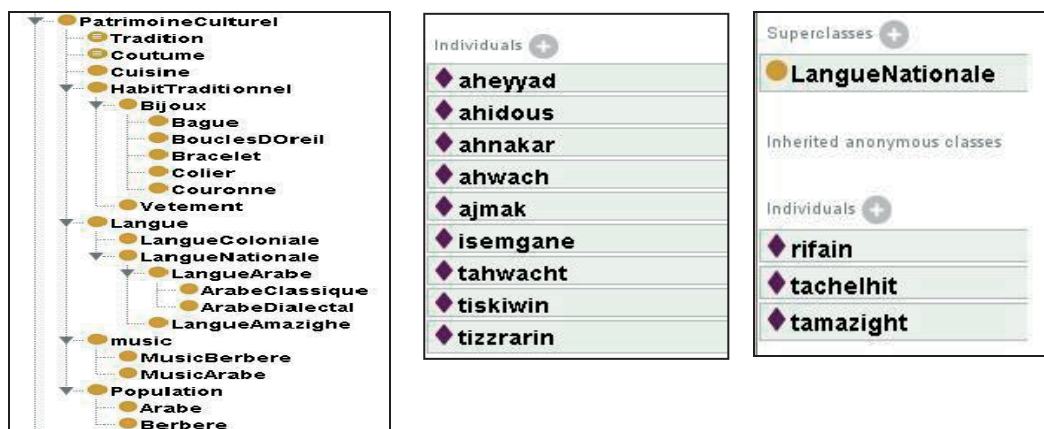 PatrimoineCulturel
Tradition
Coutume
Cuisine
HabitTraditionnel
Bijoux
Bague
BouclesDOreil
Bracelet
Colier
Couronne
Vetement
Langue
LangueColoniale
LangueNationale
LangueArabe
ArabeClassique
ArabeDialectal
LangueAmazighe
music
MusicBerbere
MusicArabe
Population
Arabe
Berbere
Individuals
aheyyad
ahidous
ahnakar
ahwach
ajmak
isemgane
tahwacht
tiskiwin
tizzrarin
Superclasses
LangueNationale
Inherited anonymous classes
Individuals
rifain
tachelhit
tamazight